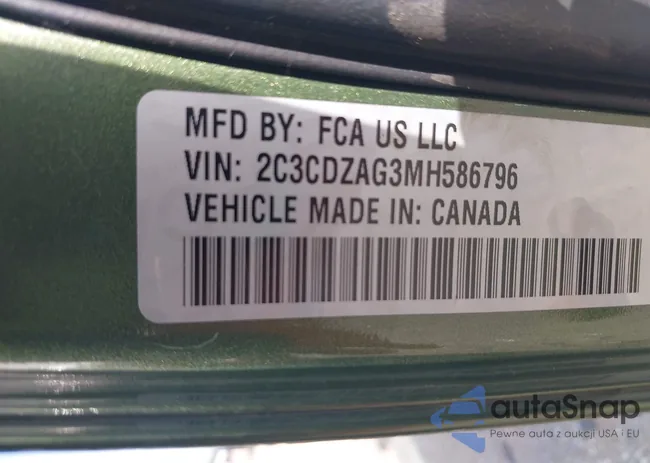 MFD BY: FCA US LLC
VIN: 2C3CDZAG3MH586796
VEHICLE MADE IN: CANADA
autaSnap
Pewne auta z aukcji USA i EU